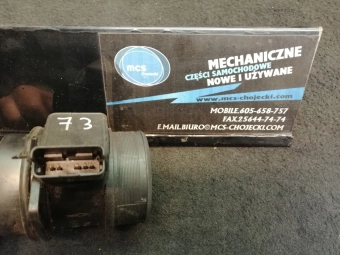 MECHANICZNE
CZĘŚCI SAMOCHODOWE
NOWE I UŻYWANE
mcs
www.mcs-chojecki.com
MOBILE.605-658-757
FAX.25644-74-74
E.MAIL.BIURO@MCS-CHOJECKI.COM
73